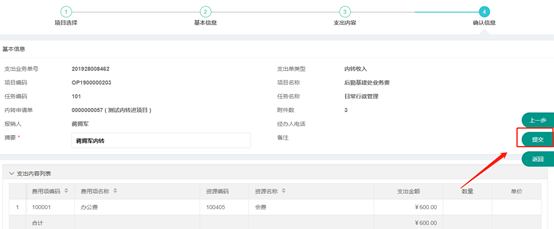 1 2 3 4
项目选择 基本信息 支出内容 确认信息
基本信息
支出业务单号 201928008462 支出单类型 内转收入
项目编码 OP1900000203 项目名称 后勤基建处业务费
任务编码 101 任务名称 日常行政管理
内转申请单 0000000057 ( 测试内转进项目 ) 附件数 3
报销人 蒋拥军 经办人电话
摘要 * 蒋拥军内转 备注
上一步
提交
返回
支出内容列表
费用项编码 费用项名称 资源编码 资源名称 支出金额 数量 单价
1 100001 办公费 100405 会费 ¥600.00
合计 ¥600.00